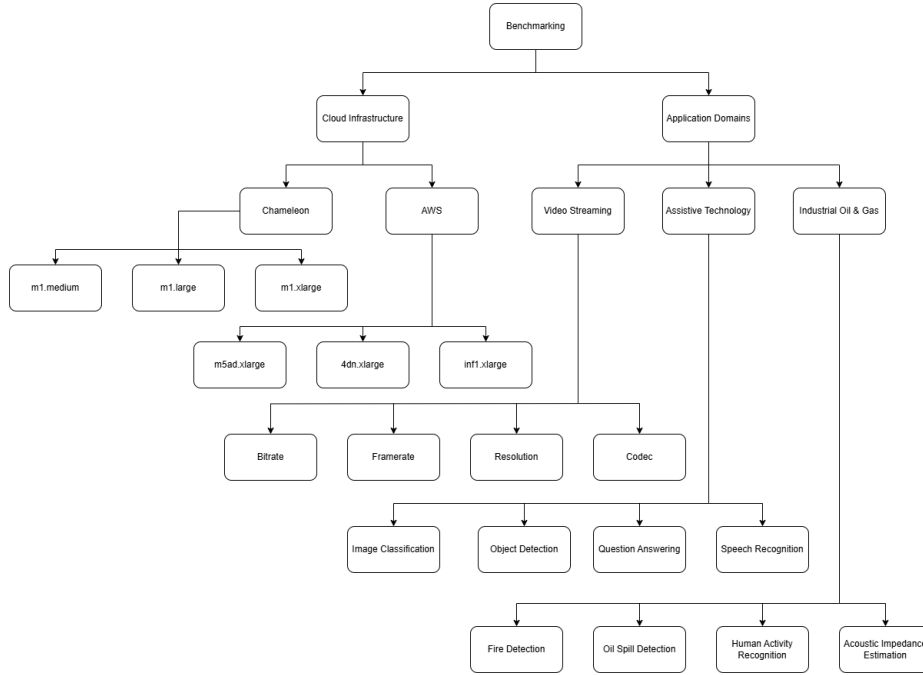 Benchmarking
Cloud Infrastructure
Application Domains
Chameleon
AWS
Video Streaming
Assistive Technology
Industrial Oil & Gas
m1.medium
m1.large
m1.xlarge
m5ad.xlarge
4dn.xlarge
inf1.xlarge
Bitrate
Framerate
Resolution
Codec
Image Classification
Object Detection
Question Answering
Speech Recognition
Fire Detection
Oil Spill Detection
Human Activity
Recognition
Acoustic Impedance
Estimation